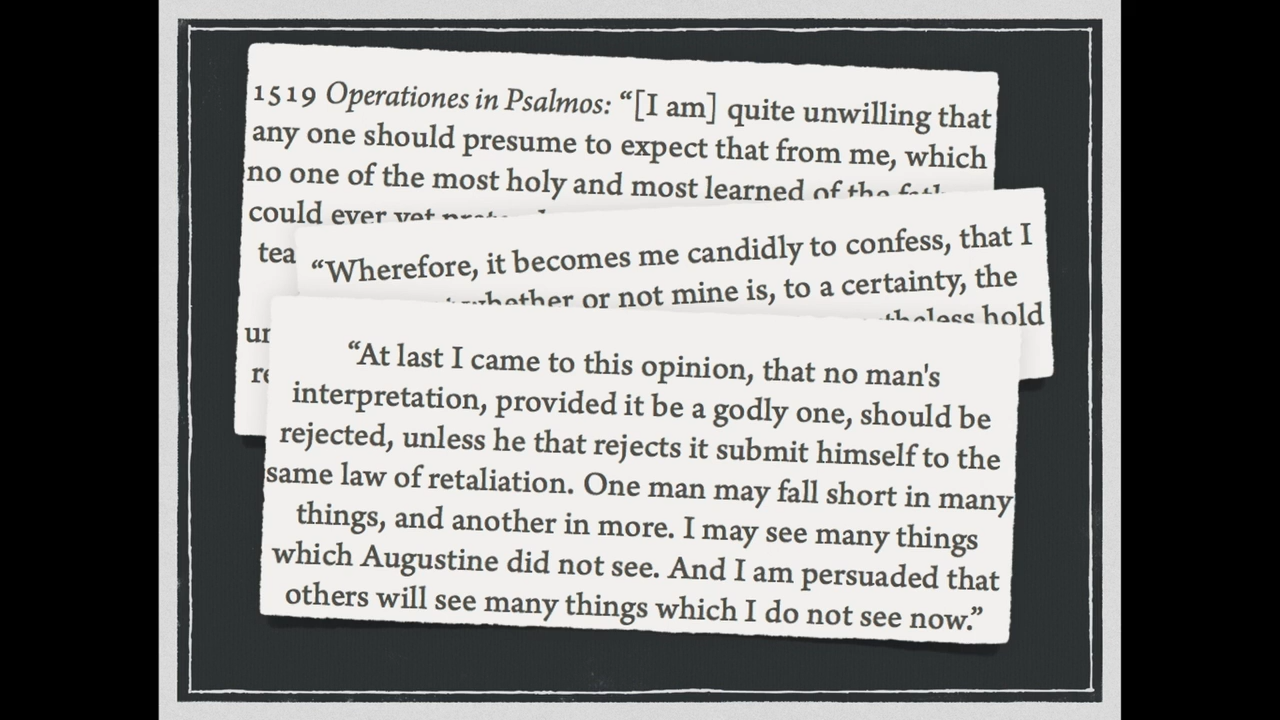 1519 Operationes in Psalmos: “[I am] quite unwilling that
any one should presume to expect that from me, which
no one of the most holy and most learned of the
could ever yet
tea
un
re
“Wherefore, it becomes me candidly to confess, that I
whether or not mine is, to a certainty, the
hold
“At last I came to this opinion, that no man's
interpretation, provided it be a godly one, should be
rejected, unless he that rejects it submit himself to the
same law of retaliation. One man may fall short in many
things, and another in more. I may see many things
which Augustine did not see. And I am persuaded that
others will see many things which I do not see now.”